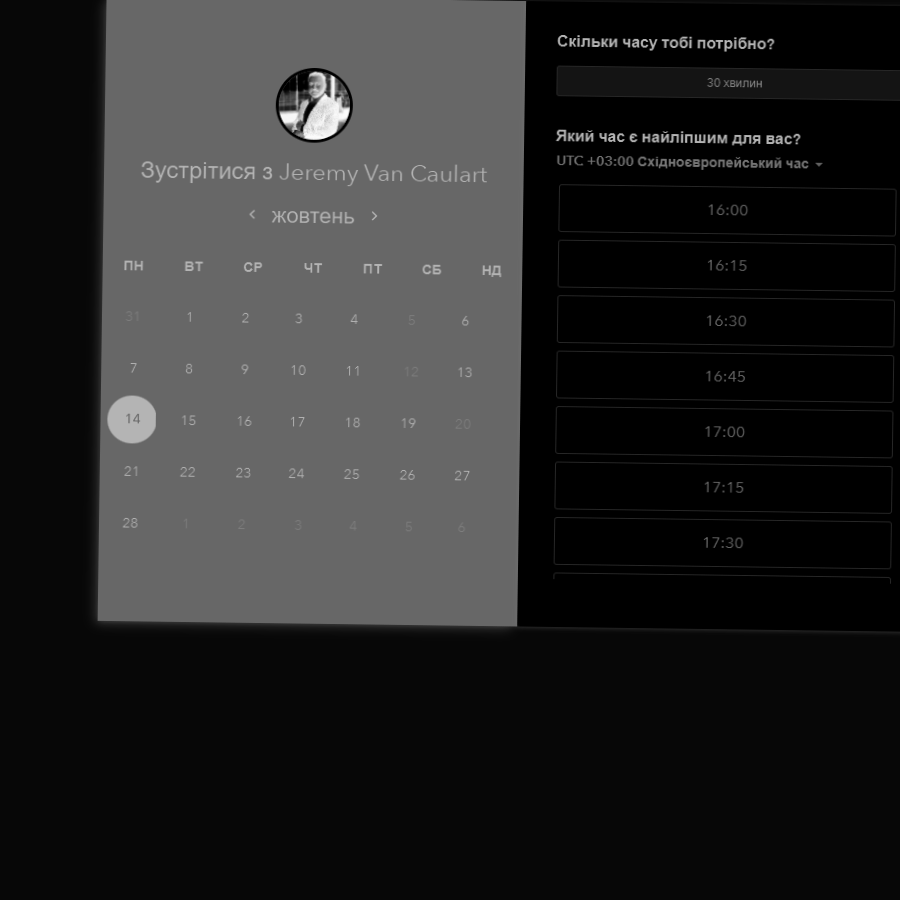 Зустрітися з Jeremy Van Caulart
жовтень
ПН ВТ СР ЧТ ПТ СБ НД
31 1 2 3 4 5 6
7 8 9 10 11 12 13
14 15 16 17 18 19 20
21 22 23 24 25 26 27
28 1 2 3 4 5 6
Скільки часу тобі потрібно?
30 хвилин
Який час є найліпшим для вас?
UTC +03:00 Східноєвропейський час
16:00
16:15
16:30
16:45
17:00
17:15
17:30